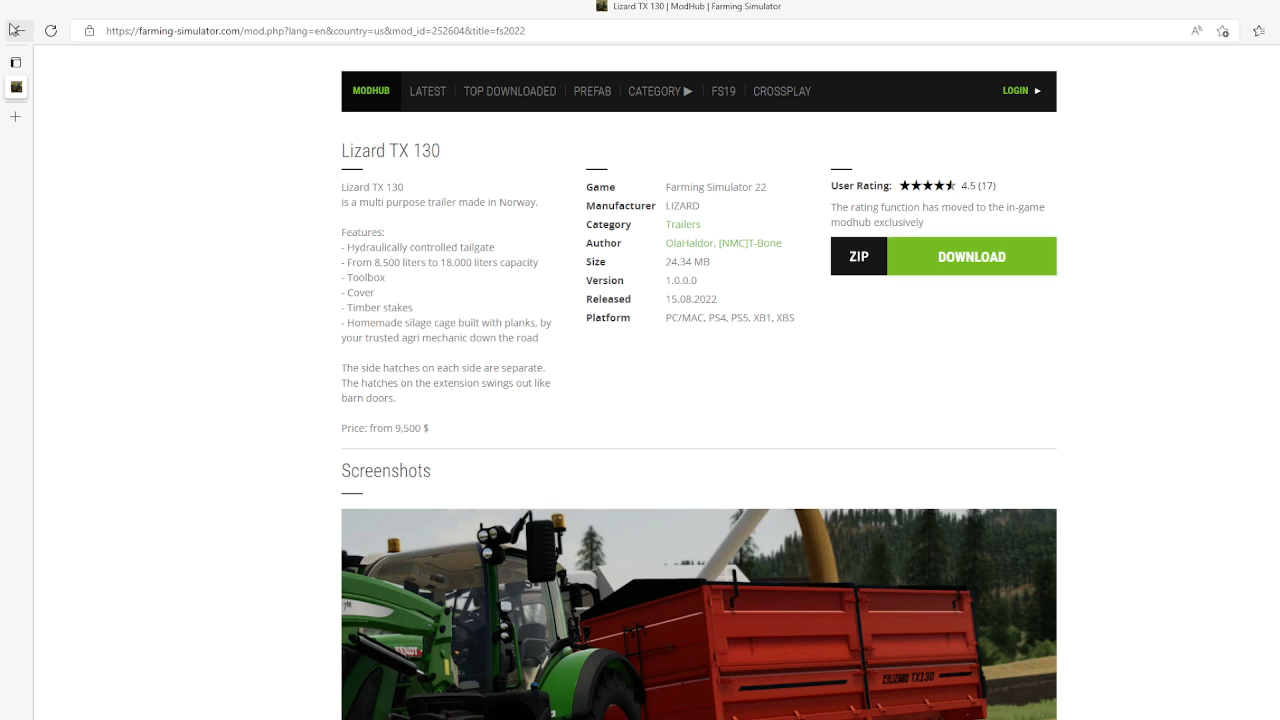 Lizard TX 130 | ModHub | Farming Simulator
https://farming-simulator.com/mod.php?lang=en&country=us&mod_id=252604&title=fs2022
MODHUB LATEST TOP DOWNLOADED PREFAB CATEGORY ▶ FS19 CROSSPLAY LOGIN ▶
Lizard TX 130
Lizard TX 130
is a multi purpose trailer made in Norway.
Features:
- Hydraulically controlled tailgate
- From 8,500 liters to 18,000 liters capacity
- Toolbox
- Cover
- Timber stakes
- Homemade silage cage built with planks, by
your trusted agri mechanic down the road
The side hatches on each side are separate.
The hatches on the extension swings out like
barn doors.
Price: from 9,500 $
Game Farming Simulator 22
Manufacturer LIZARD
Category Trailers
Author OlaHaldor, [NMC]T-Bone
Size 24.34 MB
Version 1.0.0.0
Released 15.08.2022
Platform PC/MAC, PS4, PS5, XB1, XBS
User Rating: 4.5 (17)
The rating function has moved to the in-game
modhub exclusively
ZIP DOWNLOAD
Screenshots
FENDT
LIZARD TX130